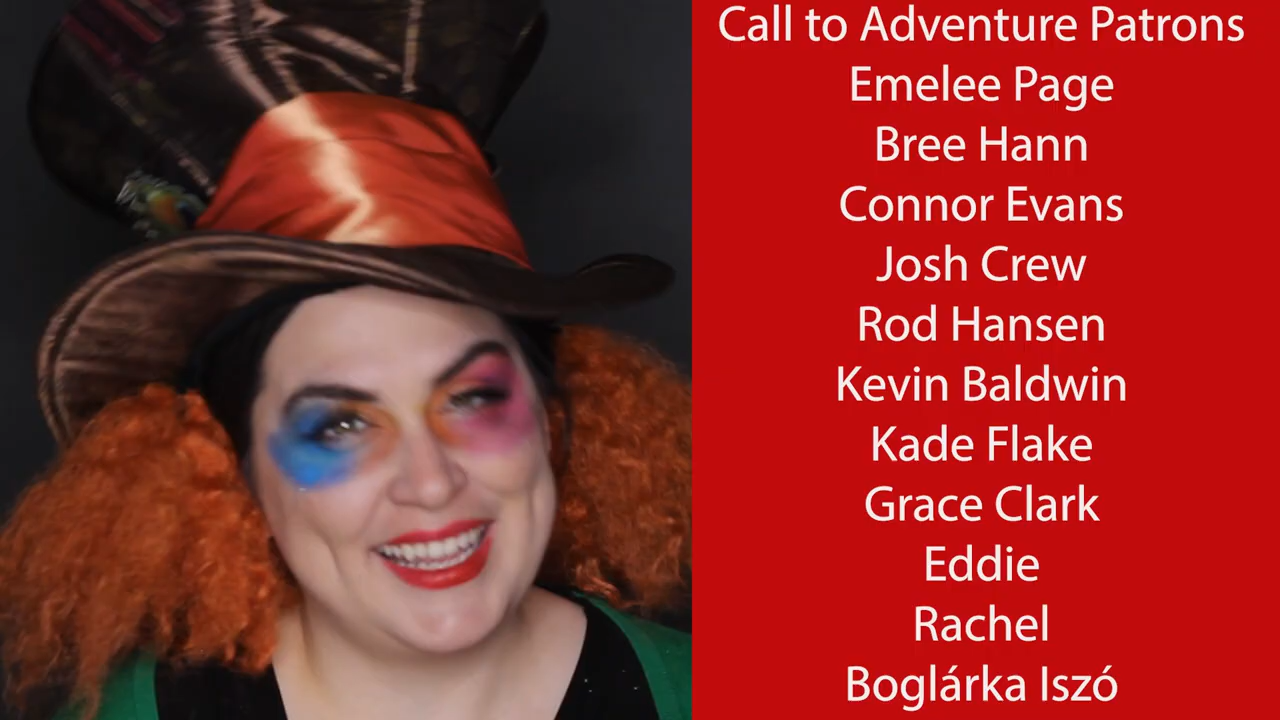 Call to Adventure Patrons
Emelee Page
Bree Hann
Connor Evans
Josh Crew
Rod Hansen
Kevin Baldwin
Kade Flake
Grace Clark
Eddie
Rachel
Boglárka Iszó